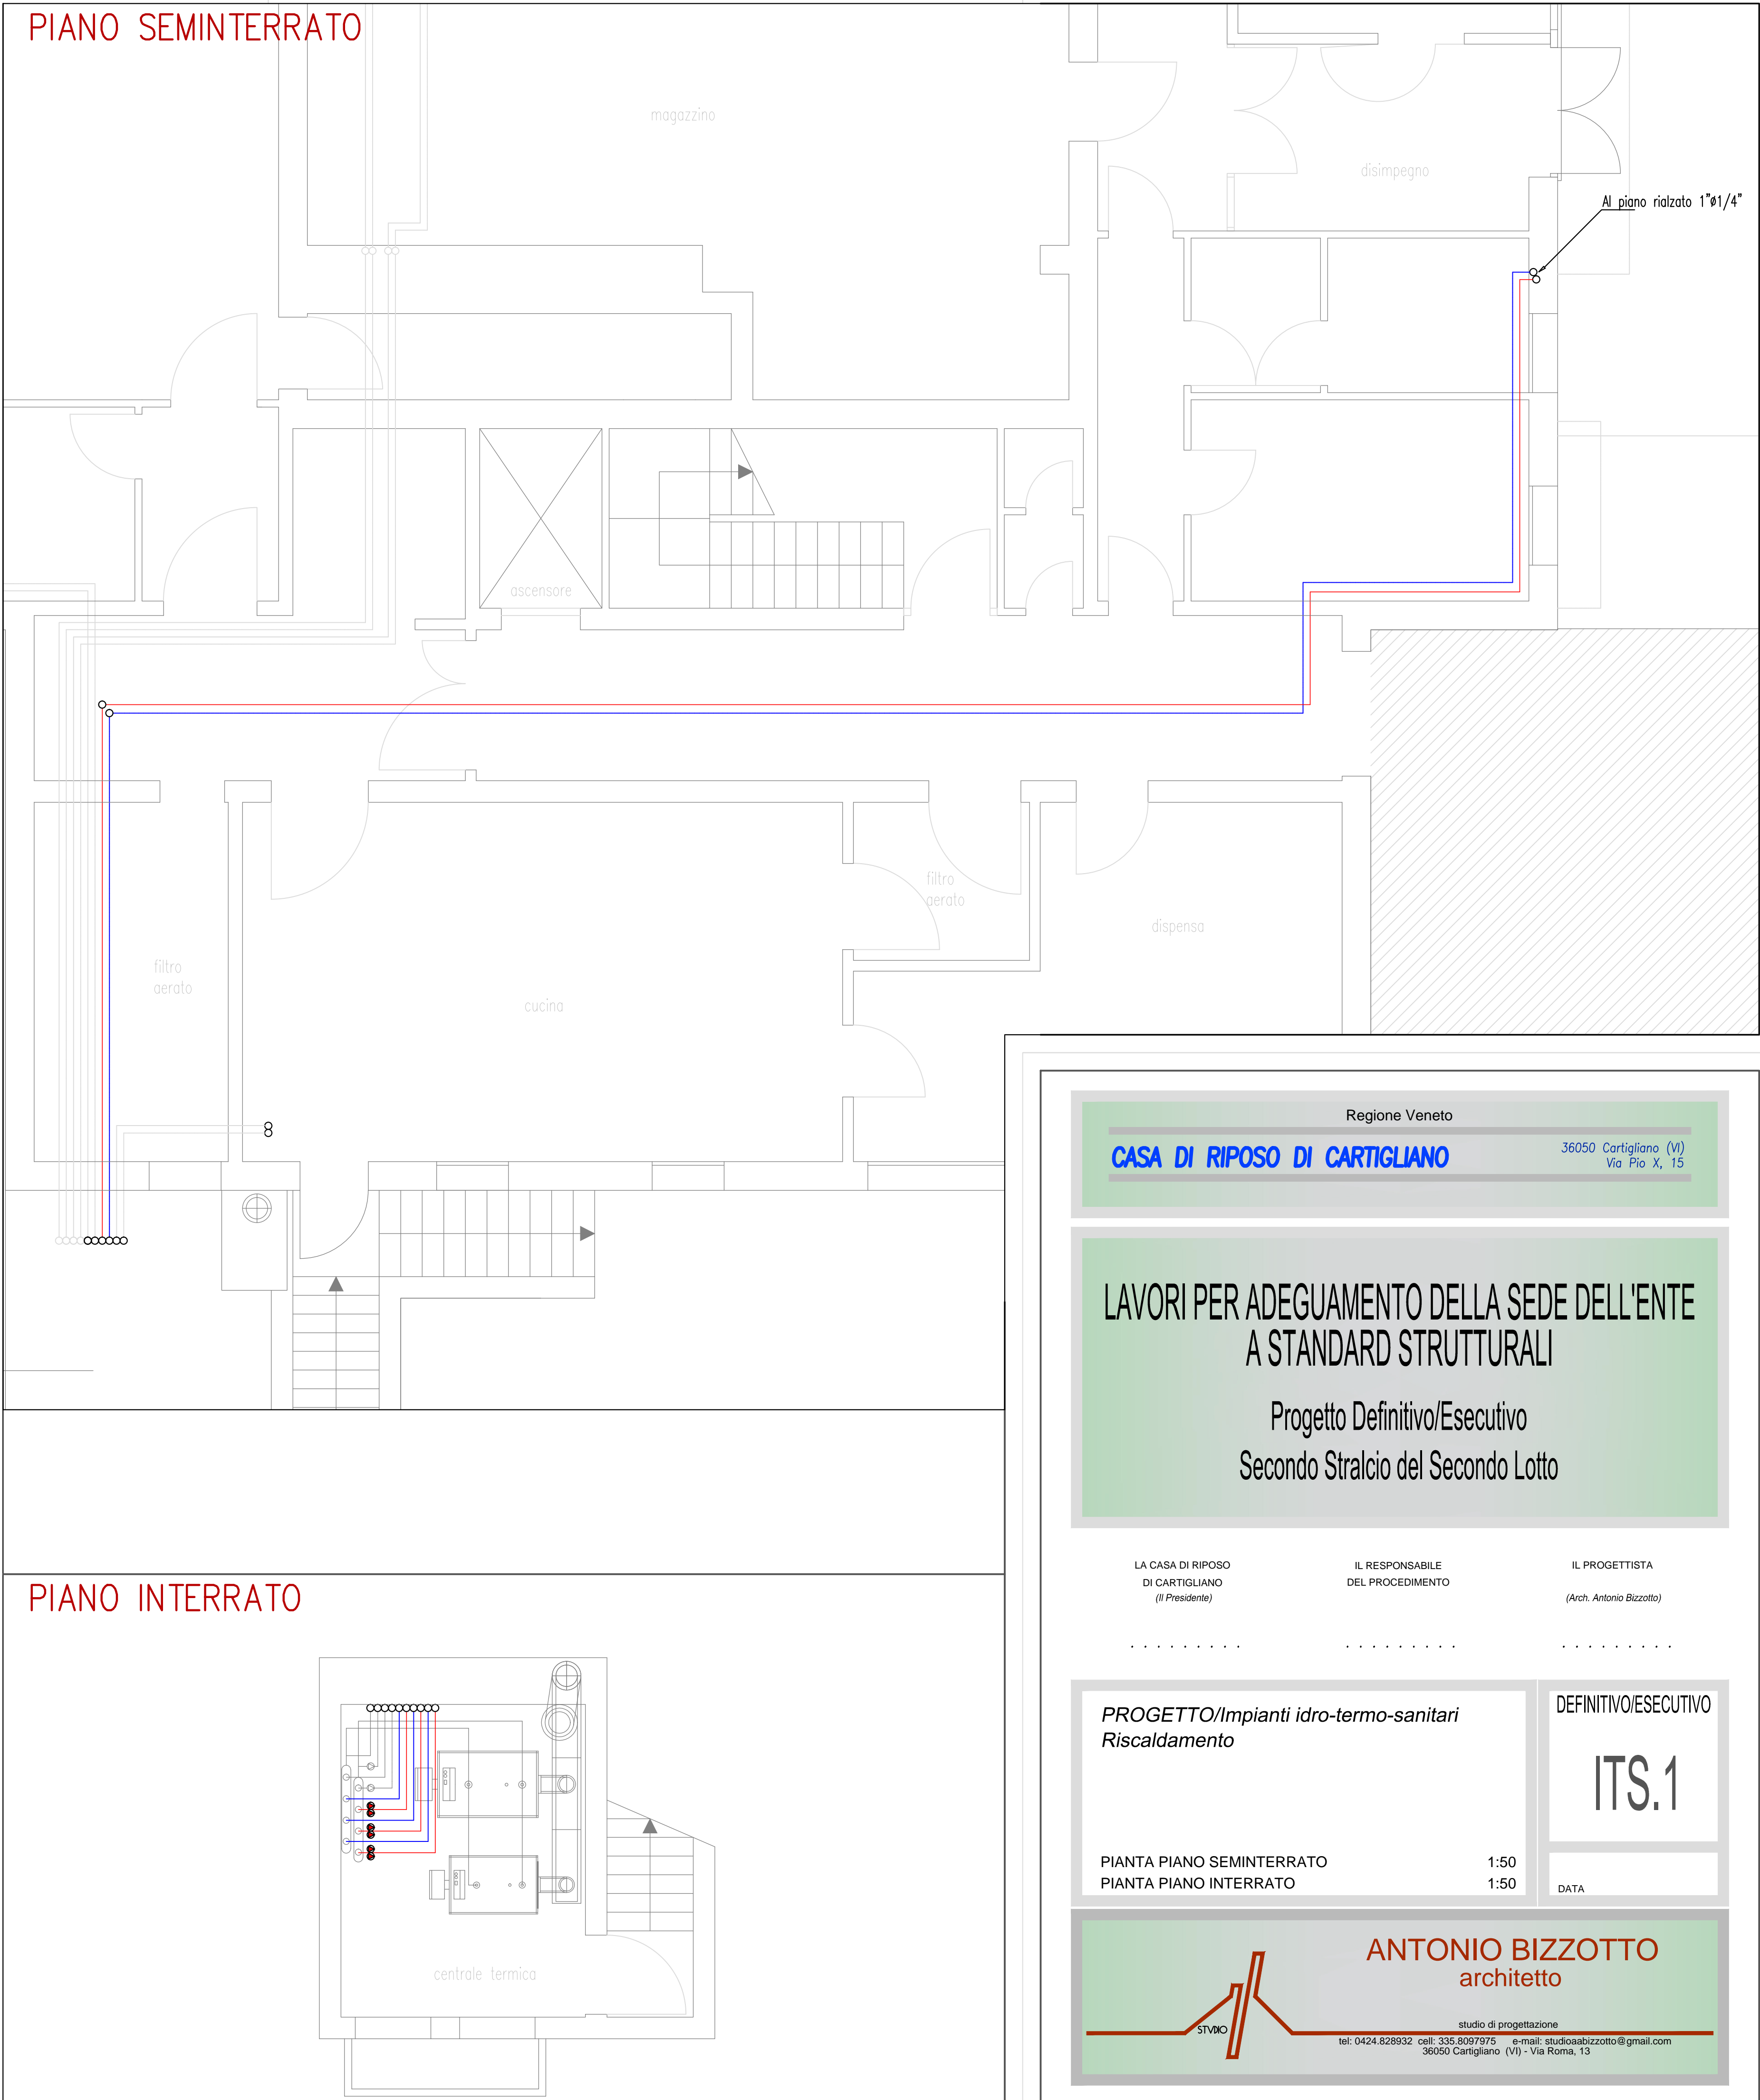 PIANO SEMINTERRATO
magazzino
disimpegno
Al piano rialzato 1"ø1/4"
ascensore
filtro
aerato
dispensa
filtro
aerato
cucina
Regione Veneto
CASA DI RIPOSO DI CARTIGLIANO
36050 Cartigliano (VI)
Via Pio X, 15
LAVORI PER ADEGUAMENTO DELLA SEDE DELL'ENTE
A STANDARD STRUTTURALI
Progetto Definitivo/Esecutivo
Secondo Stralcio del Secondo Lotto
LA CASA DI RIPOSO
DI CARTIGLIANO
(Il Presidente)
. . . . . . . . .
IL RESPONSABILE
DEL PROCEDIMENTO
. . . . . . . . .
IL PROGETTISTA
(Arch. Antonio Bizzotto)
. . . . . . . . .
PIANO INTERRATO
centrale termica
PROGETTO/Impianti idro-termo-sanitari
Riscaldamento
PIANTA PIANO SEMINTERRATO 1:50
PIANTA PIANO INTERRATO 1:50
DEFINITIVO/ESECUTIVO
ITS.1
DATA
ANTONIO BIZZOTTO
architetto
STVDIO
studio di progettazione
tel: 0424.828932 cell: 335.8097975 e-mail: studioaabizzotto@gmail.com
36050 Cartigliano (VI) - Via Roma, 13